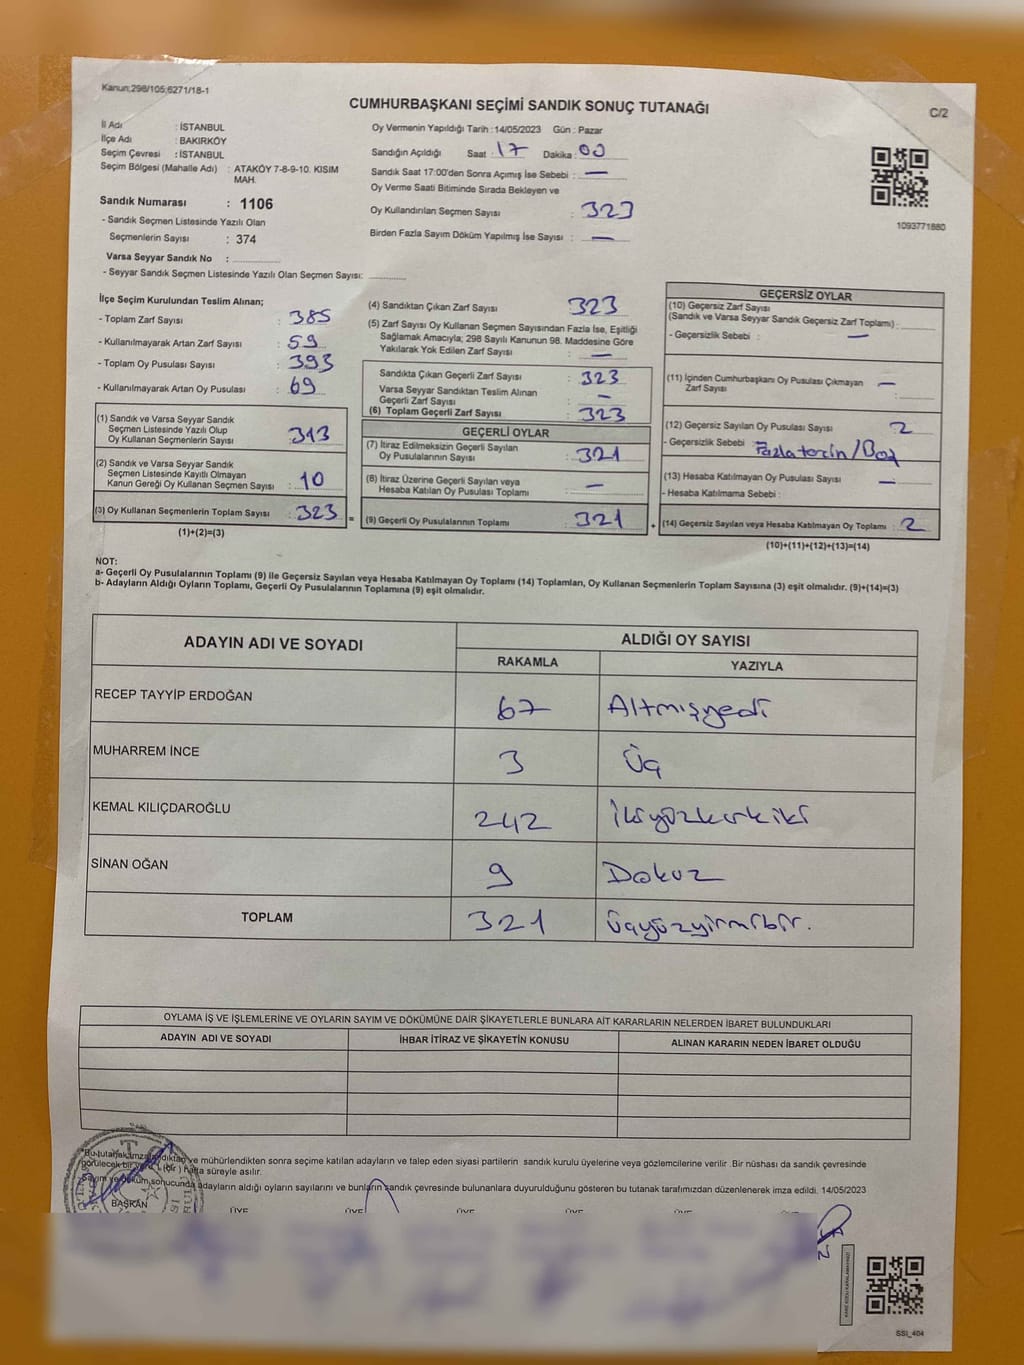 Kanun;298/105;6271/18-1
CUMHURBAŞKANI SEÇİMİ SANDIK SONUÇ TUTANAĞI
C/2
İl Adı : İSTANBUL
İlçe Adı : BAKIRKÖY
Seçim Çevresi : İSTANBUL
Seçim Bölgesi (Mahalle Adı) : ATAKÖY 7-8-9-10. KISIM
MAH.
Sandık Numarası : 1106
- Sandık Seçmen Listesinde Yazılı Olan
Seçmenlerin Sayısı : 374
Varsa Seyyar Sandık No :
- Seyyar Sandık Seçmen Listesinde Yazılı Olan Seçmen Sayısı:
Oy Vermenin Yapıldığı Tarih :14/05/2023 Gün : Pazar
Sandığın Açıldığı Saat : 17 Dakika : 00
Sandık Saat 17:00'den Sonra Açımış İse Sebebi : —
Oy Verme Saati Bitiminde Sırada Bekleyen ve
Oy Kullandırılan Seçmen Sayısı : 323
Birden Fazla Sayım Döküm Yapılmış İse Sayısı : —
1093771880
İlçe Seçim Kurulundan Teslim Alınan;
- Toplam Zarf Sayısı : 385
- Kullanılmayarak Artan Zarf Sayısı : 59
- Toplam Oy Pusulası Sayısı : 393
- Kullanılmayarak Artan Oy Pusulası : 69
(1) Sandık ve Varsa Seyyar Sandık
Seçmen Listesinde Yazılı Olup
Oy Kullanan Seçmenlerin Sayısı : 313
(2) Sandık ve Varsa Seyyar Sandık
Seçmen Listesinde Kayıtlı Olmayan
Kanun Gereği Oy Kullanan Seçmen Sayısı : 10
(3) Oy Kullanan Seçmenlerin Toplam Sayısı : 323
(1)+(2)=(3)
(4) Sandıktan Çıkan Zarf Sayısı 323
(5) Zarf Sayısı Oy Kullanan Seçmen Sayısından Fazla İse, Eşitliği
Sağlamak Amacıyla; 298 Sayılı Kanunun 98. Maddesine Göre
Yakılarak Yok Edilen Zarf Sayısı : —
Sandıkta Çıkan Geçerli Zarf Sayısı : 323
Varsa Seyyar Sandıktan Teslim Alınan
Geçerli Zarf Sayısı : —
(6) Toplam Geçerli Zarf Sayısı : 323
GEÇERLİ OYLAR
(7) İtiraz Edilmeksizin Geçerli Sayılan
Oy Pusulalarının Sayısı : 321
(8) İtiraz Üzerine Geçerli Sayılan veya
Hesaba Katılan Oy Pusulası Toplamı : —
= (9) Geçerli Oy Pusulalarının Toplamı : 321 +
GEÇERSİZ OYLAR
(10) Geçersiz Zarf Sayısı
(Sandık ve Varsa Seyyar Sandık Geçersiz Zarf Toplamı) :
- Geçersizlik Sebebi : —
(11) İçinden Cumhurbaşkanı Oy Pusulası Çıkmayan
Zarf Sayısı : —
(12) Geçersiz Sayılan Oy Pusulası Sayısı : 2
- Geçersizlik Sebebi :
(13) Hesaba Katılmayan Oy Pusulası Sayısı : —
- Hesaba Katılmama Sebebi :
(14) Geçersiz Sayılan veya Hesaba Katılmayan Oy Toplamı : 2
(10)+(11)+(12)+(13)=(14)
NOT:
a- Geçerli Oy Pusulalarının Toplamı (9) ile Geçersiz Sayılan veya Hesaba Katılmayan Oy Toplamı (14) Toplamları, Oy Kullanan Seçmenlerin Toplam Sayısına (3) eşit olmalıdır. (9)+(14)=(3)
b- Adayların Aldığı Oyların Toplamı, Geçerli Oy Pusulalarının Toplamına (9) eşit olmalıdır.
ADAYIN ADI VE SOYADI ALDIĞI OY SAYISI
RAKAMLA YAZIYLA
RECEP TAYYİP ERDOĞAN 67 Altmışyedi
MUHARREM İNCE 3 Üç
KEMAL KILIÇDAROĞLU 242 İkiyüzkırkiki
SİNAN OĞAN 9 Dokuz
TOPLAM 321 Üçyüzyirmibir.
OYLAMA İŞ VE İŞLEMLERİNE VE OYLARIN SAYIM VE DÖKÜMÜNE DAİR ŞİKAYETLERLE BUNLARA AİT KARARLARIN NELERDEN İBARET BULUNDUKLARI
ADAYIN ADI VE SOYADI İHBAR İTİRAZ VE ŞİKAYETİN KONUSU ALINAN KARARIN NEDEN İBARET OLDUĞU
"Bu tutanak imzalandıktan ve mühürlendikten sonra seçime katılan adayların ve talep eden siyasi partilerin sandık kurulu üyelerine veya gözlemcilerine verilir .Bir nüshası da sandık çevresinde
görülecek bir yere 1 (bir ) hafta süreyle asılır.
Sayım ve döküm sonucunda adayların aldığı oyların sayılarını ve bunların sandık çevresinde bulunanlara duyurulduğunu gösteren bu tutanak tarafımızdan düzenlenerek imza edildi. 14/05/2023
BAŞKAN ÜYE ÜYE ÜYE ÜYE ÜYE
SSI_404